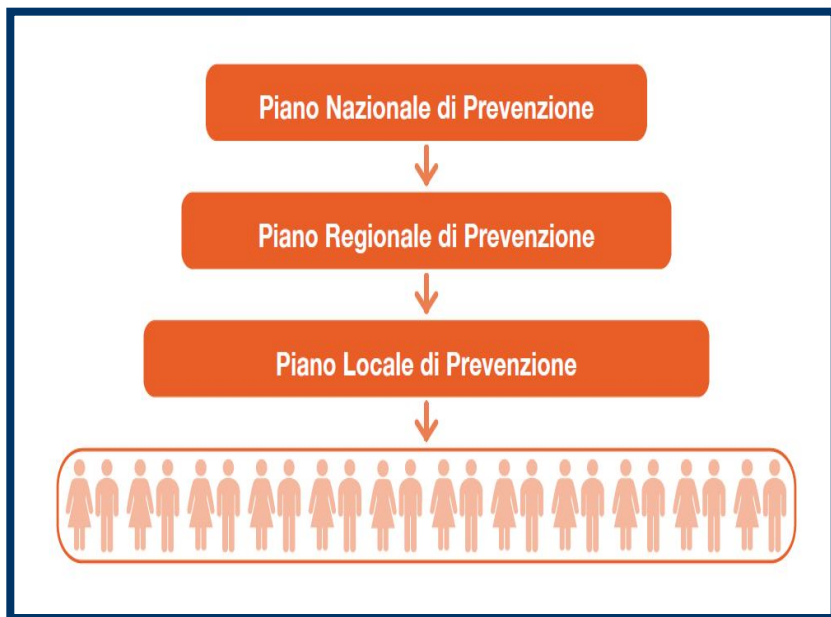 Piano Nazionale di Prevenzione
Piano Regionale di Prevenzione
Piano Locale di Prevenzione